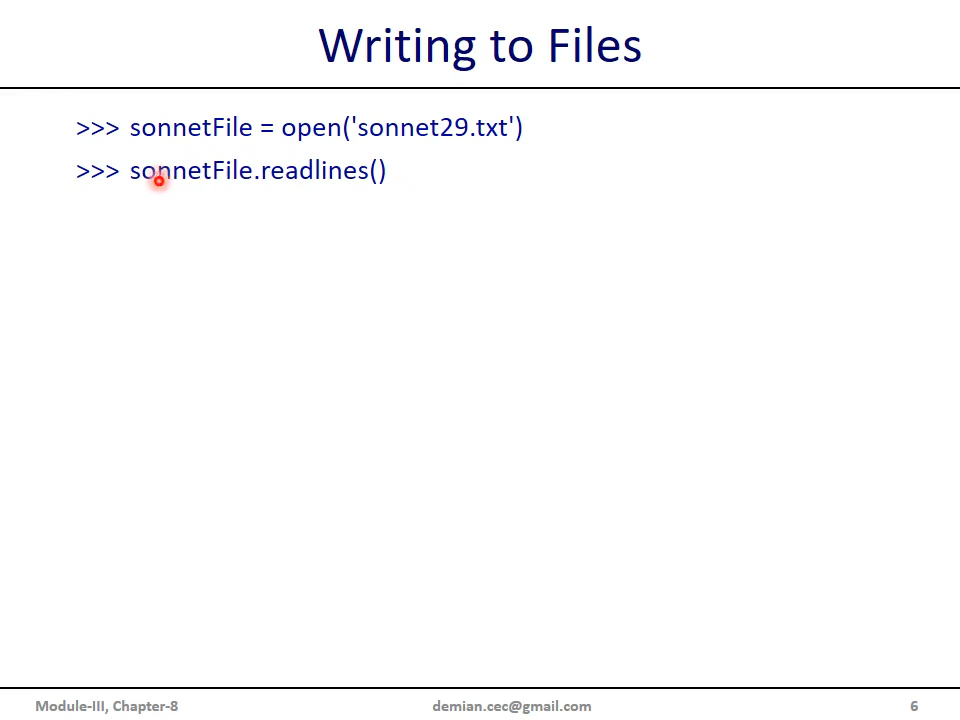 Writing to Files
>>> sonnetFile = open('sonnet29.txt')
>>> sonnetFile.readlines()
Module-III, Chapter-8
demian.cec@gmail.com
6